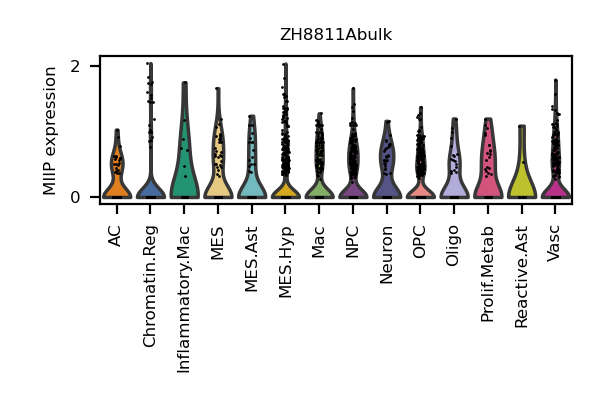 ZH8811Abulk
MIIP expression
2
0
AC
Chromatin.Reg
Inflammatory.Mac
MES
MES.Ast
MES.Hyp
Mac
NPC
Neuron
OPC
Oligo
Prolif.Metab
Reactive.Ast
Vasc